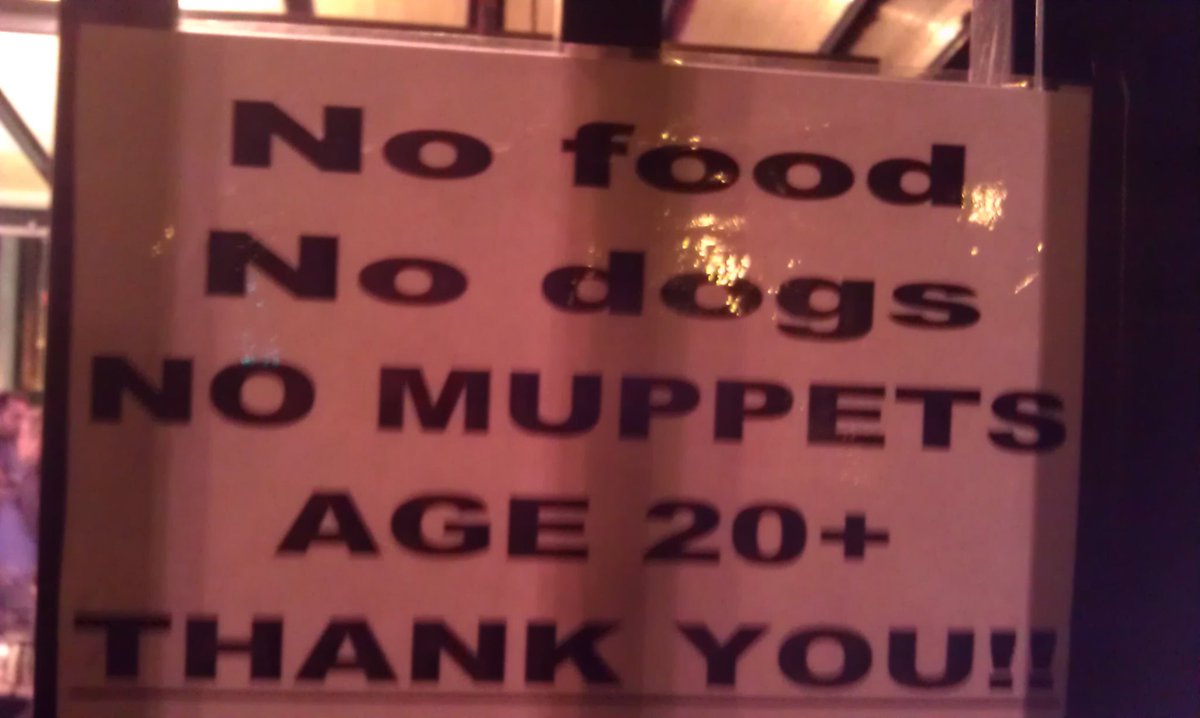 No food
No dogs
NO MUPPETS
AGE 20+
THANK YOU!!